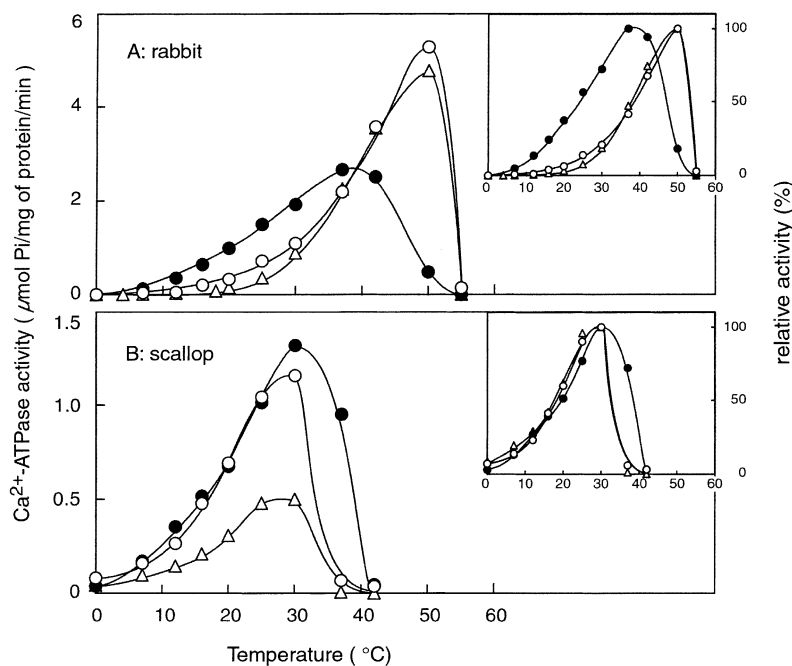 A: rabbit
6
4
2
0
100
50
0
0 10 20 30 40 50 60
B: scallop
1.5
1.0
0.5
0
100
50
0
0 10 20 30 40 50 60
0 10 20 30 40 50 60
Temperature ( °C)
Ca2+-ATPase activity ( μmol Pi/mg of protein/min)
relative activity (%)